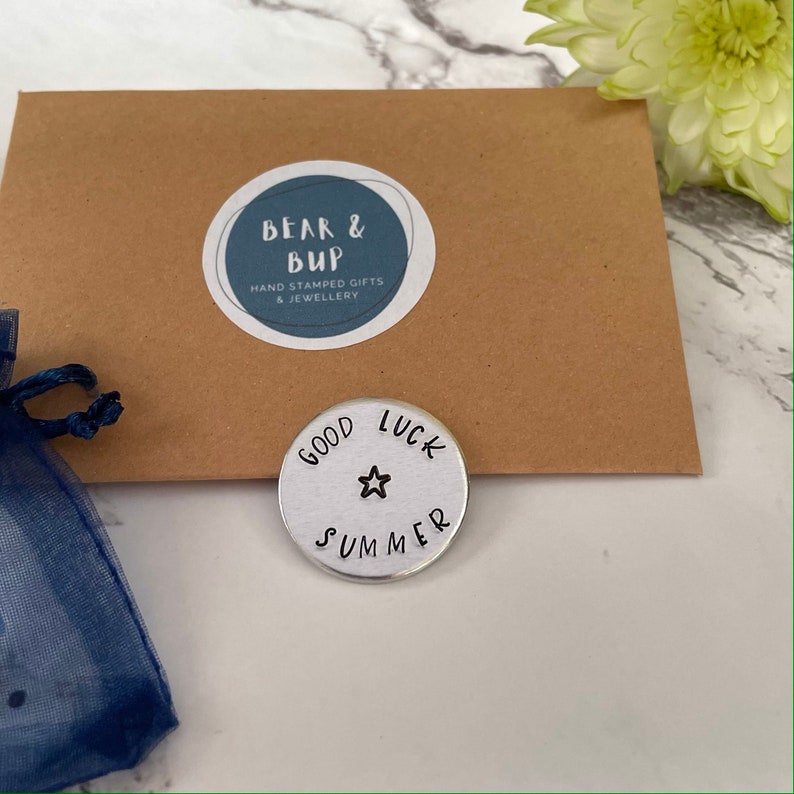 BEAR &
BUP
HAND STAMPED GIFTS
& JEWELLERY
GOOD LUCK
SUMMER